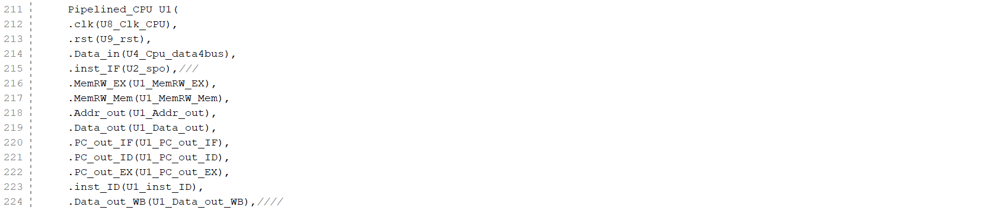 211 Pipelined_CPU U1(
212 .clk(U8_Clk_CPU),
213 .rst(U9_rst),
214 .Data_in(U4_Cpu_data4bus),
215 .inst_IF(U2_spo),///
216 .MemRW_EX(U1_MemRW_EX),
217 .MemRW_Mem(U1_MemRW_Mem),
218 .Addr_out(U1_Addr_out),
219 .Data_out(U1_Data_out),
220 .PC_out_IF(U1_PC_out_IF),
221 .PC_out_ID(U1_PC_out_ID),
222 .PC_out_EX(U1_PC_out_EX),
223 .inst_ID(U1_inst_ID),
224 .Data_out_WB(U1_Data_out_WB),////